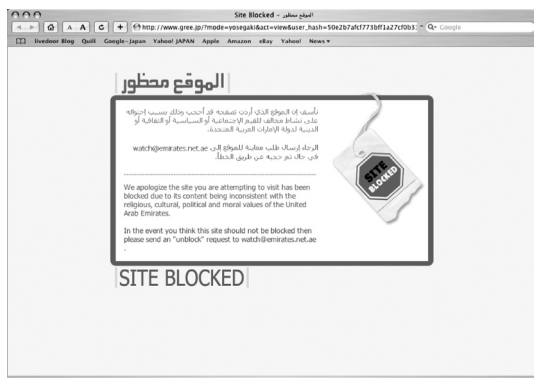 Site Blocked – الموقع محظور
A A C + http://www.gree.jp/?mode=yosegaki&act=view&user_hash=50e2b7afcf773bff1a27cf0b3 Q- Google
livedoor Blog Quill Google-Japan Yahoo! JAPAN Apple Amazon eBay Yahoo! News ▾
الموقع محظور
نأسف إن الموقع الذي أردت تصفحه قد أحجب وذلك بسبب إحتوائه
على نشاط مخالف للقيم الإجتماعية أو السياسية أو الثقافية أو
الدينية لدولة الإمارات العربية المتحدة.
الرجاء إرسال طلب معاينة للموقع إلى watch@emirates.net.ae
في حال تم حجبه عن طريق الخطأ.
We apologize the site you are attempting to visit has been
blocked due to its content being inconsistent with the
religious, cultural, political and moral values of the United
Arab Emirates.
In the event you think this site should not be blocked then
please send an "unblock" request to watch@emirates.net.ae
.
SITE
BLOCKED
SITE BLOCKED